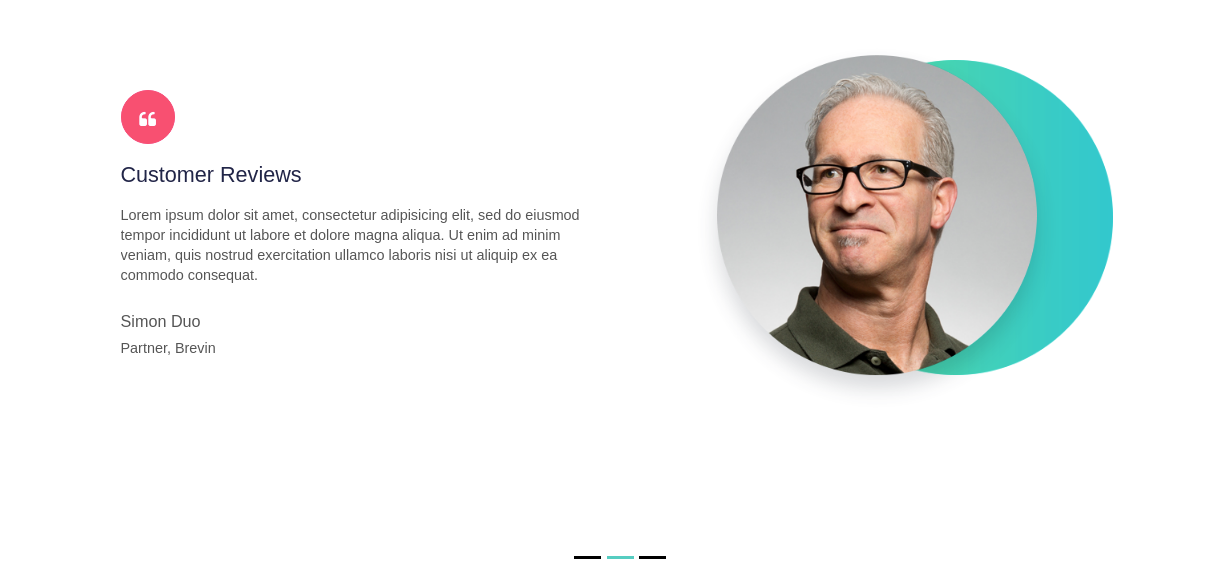 Customer Reviews
Lorem ipsum dolor sit amet, consectetur adipisicing elit, sed do eiusmod
tempor incididunt ut labore et dolore magna aliqua. Ut enim ad minim
veniam, quis nostrud exercitation ullamco laboris nisi ut aliquip ex ea
commodo consequat.
Simon Duo
Partner, Brevin